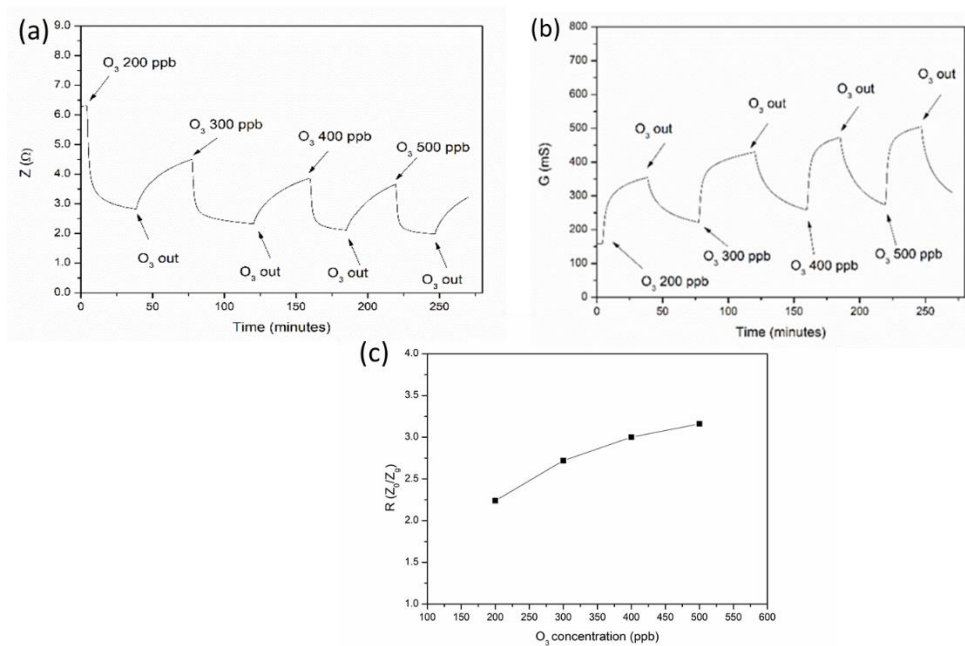 (a)
9.0
8.0
7.0
6.0
5.0
4.0
3.0
2.0
1.0
0.0
Z (Ω)
O₃ 200 ppb
O₃ 300 ppb
O₃ 400 ppb
O₃ 500 ppb
O₃ out
O₃ out
O₃ out
O₃ out
0 50 100 150 200 250
Time (minutes)
(b)
800
700
600
500
400
300
200
100
0
G (mS)
O₃ out
O₃ out
O₃ out
O₃ out
O₃ 200 ppb
O₃ 300 ppb
O₃ 400 ppb
O₃ 500 ppb
0 50 100 150 200 250
Time (minutes)
(c)
4.0
3.5
3.0
2.5
2.0
1.5
1.0
R (Z₀/Z₉)
100 150 200 250 300 350 400 450 500 550 600
O₃ concentration (ppb)